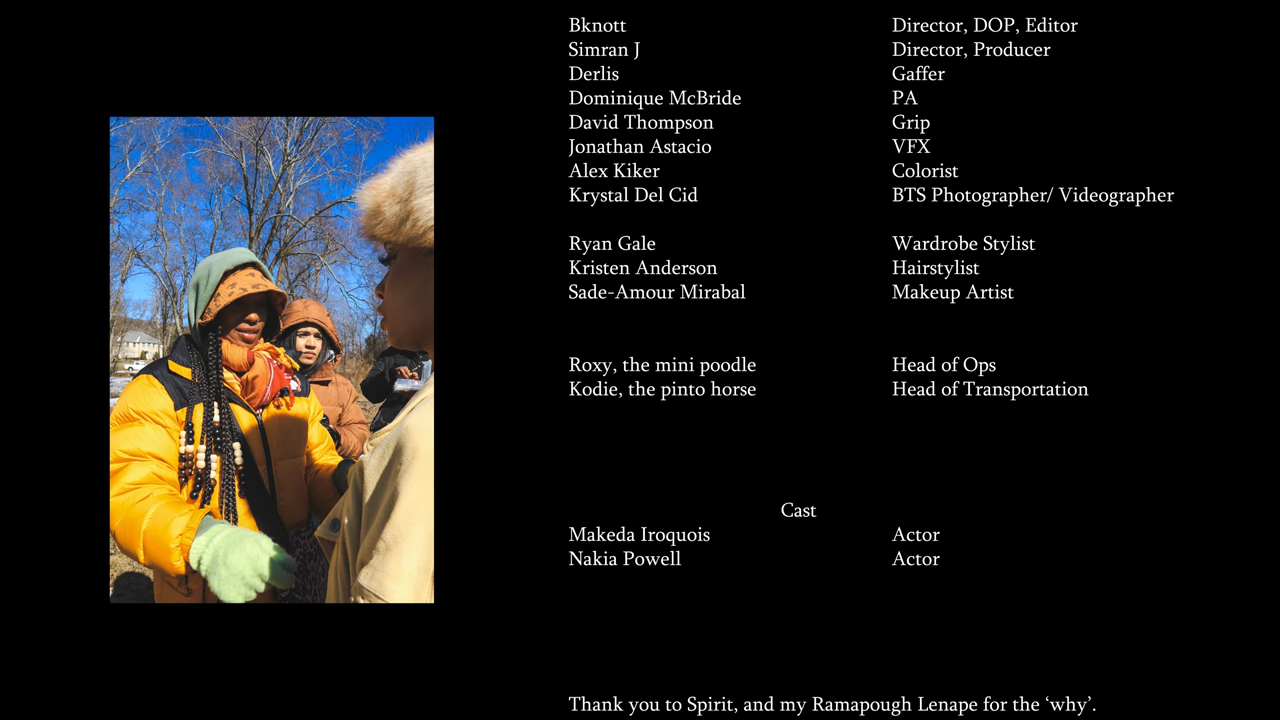 Bknott Director, DOP, Editor
Simran J Director, Producer
Derlis Gaffer
Dominique McBride PA
David Thompson Grip
Jonathan Astacio VFX
Alex Kiker Colorist
Krystal Del Cid BTS Photographer/ Videographer
Ryan Gale Wardrobe Stylist
Kristen Anderson Hairstylist
Sade-Amour Mirabal Makeup Artist
Roxy, the mini poodle Head of Ops
Kodie, the pinto horse Head of Transportation
Cast
Makeda Iroquois Actor
Nakia Powell Actor
Thank you to Spirit, and my Ramapough Lenape for the ‘why’.